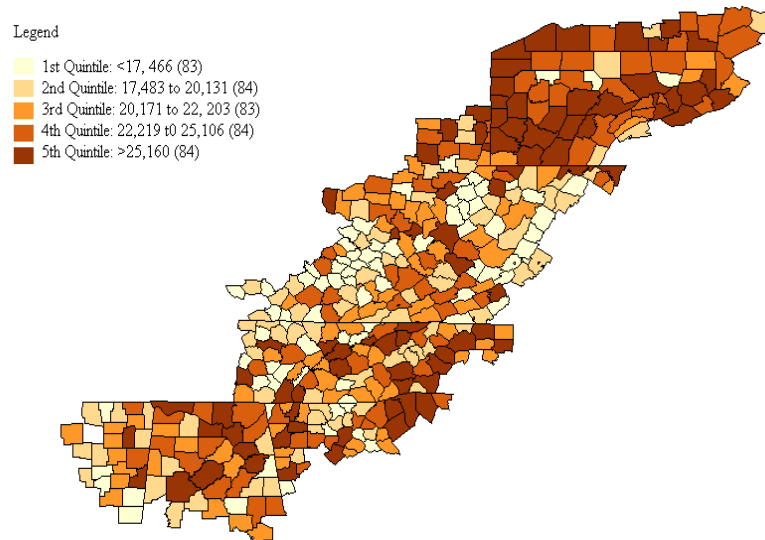 Legend
1st Quintile: <17, 466 (83)
2nd Quintile: 17,483 to 20,131 (84)
3rd Quintile: 20,171 to 22, 203 (83)
4th Quintile: 22,219 t0 25,106 (84)
5th Quintile: >25,160 (84)